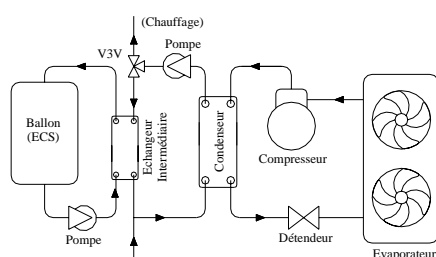 (Chauffage)
V3V
Pompe
Ballon
(ECS)
Echangeur
Intermédiaire
Condenseur
Compresseur
Pompe
Détendeur
Evaporateur